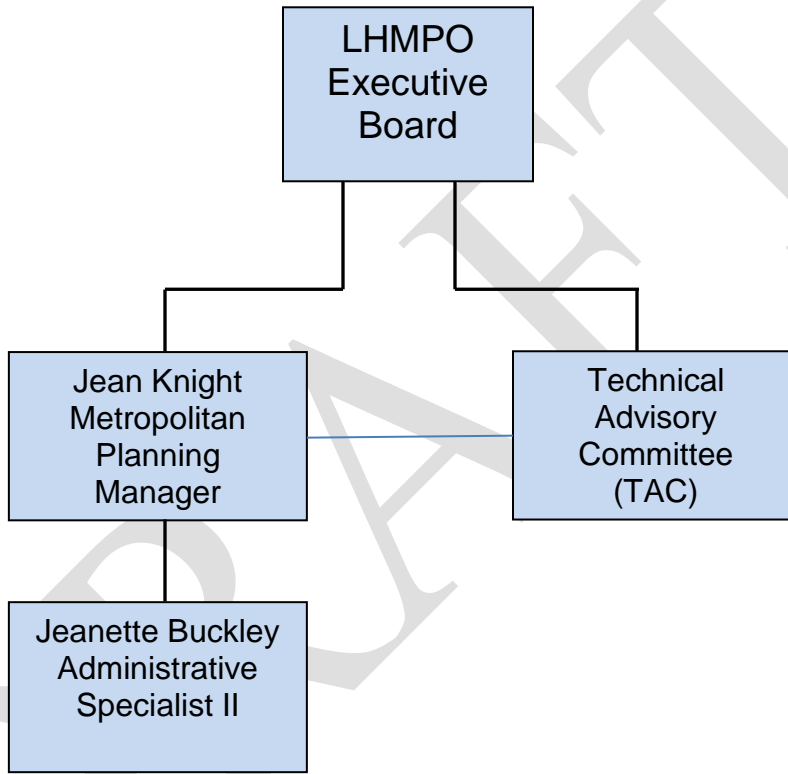 LHMPO
Executive
Board
Jean Knight
Metropolitan
Planning
Manager
Technical
Advisory
Committee
(TAC)
Jeanette Buckley
Administrative
Specialist II
DRAFT